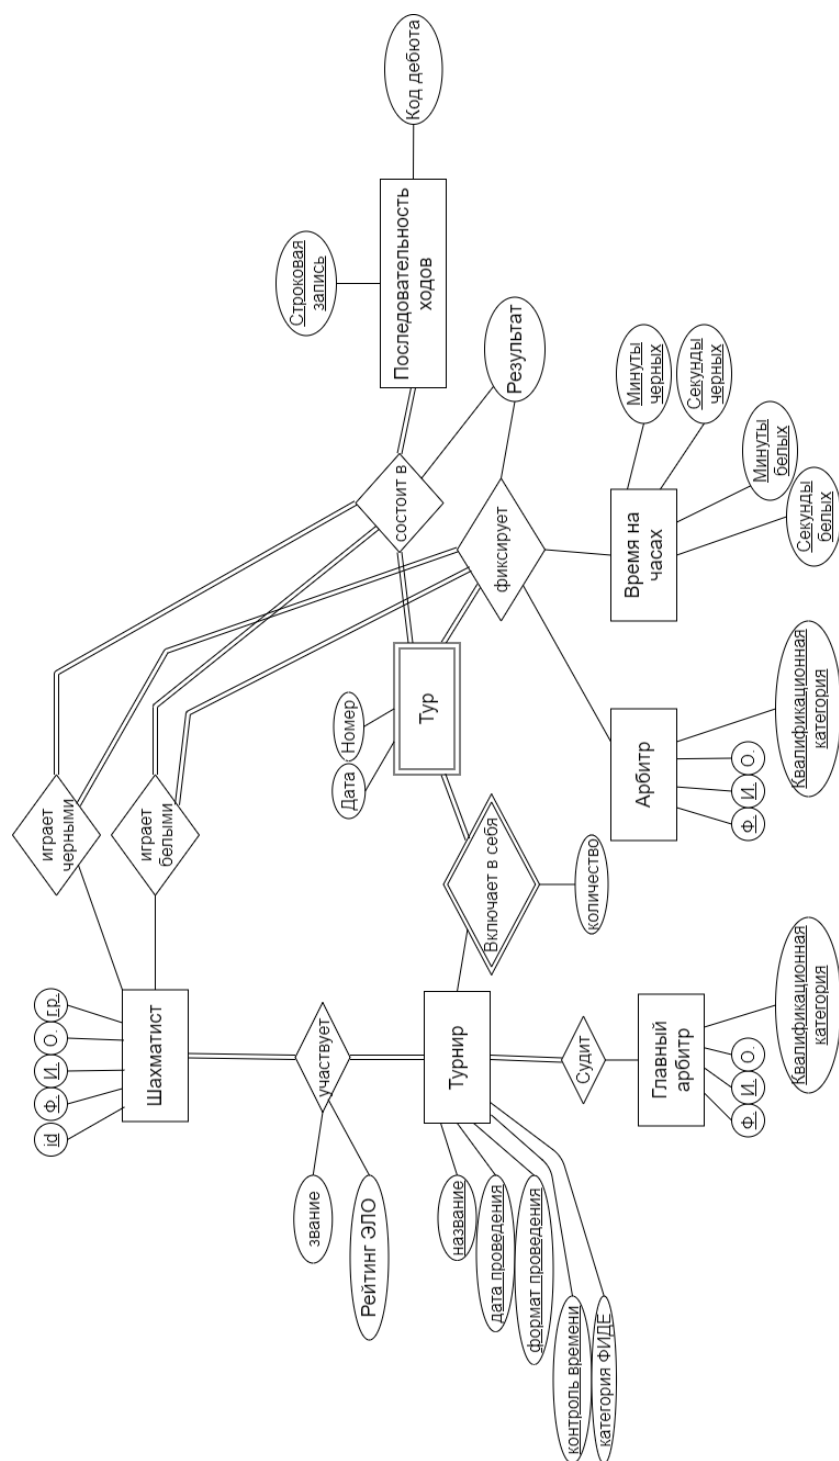 играет
черными
id
Ф.
И.
О.
г.р.
Шахматист
играет
белыми
звание
участвует
Рейтинг ЭЛО
Дата
Номер
Строковая
запись
Код дебюта
состоит в
Последовательность
ходов
название
Турнир
Тур
дата проведения
формат проведения
Включает в себя
фиксирует
Результат
контроль времени
категория ФИДЕ
Судит
количество
Главный
арбитр
Арбитр
Время на
часах
Минуты
черных
Секунды
черных
Ф.
И.
О.
Ф.
И.
О.
Минуты
белых
Секунды
белых
Квалификационная
категория
Квалификационная
категория